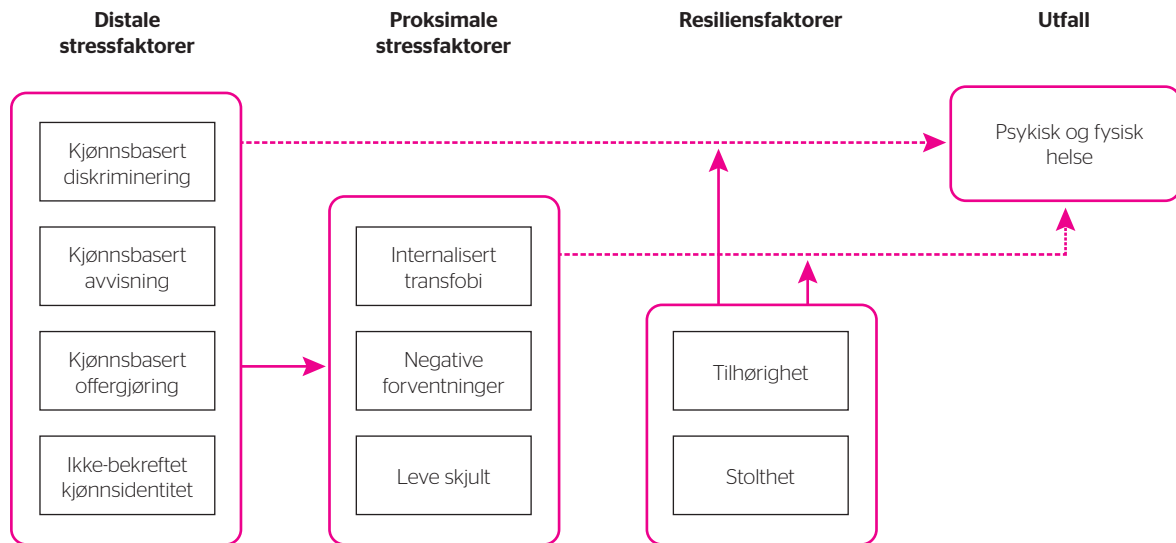 Distale
stressfaktorer
Proksimale
stressfaktorer
Resiliensfaktorer
Utfall
Kjønnsbasert
diskriminering
Kjønnsbasert
avvisning
Kjønnsbasert
offergjøring
Ikke-bekreftet
kjønnsidentitet
Internalisert
transfobi
Negative
forventninger
Leve skjult
Tilhørighet
Stolthet
Psykisk og fysisk
helse